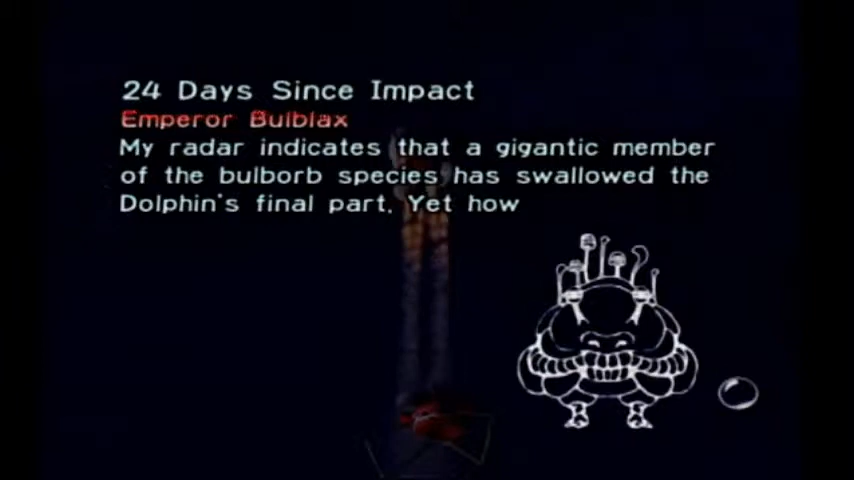 24 Days Since Impact
Emperor Bulblax
My radar indicates that a gigantic member
of the bulborb species has swallowed the
Dolphin's final part. Yet how